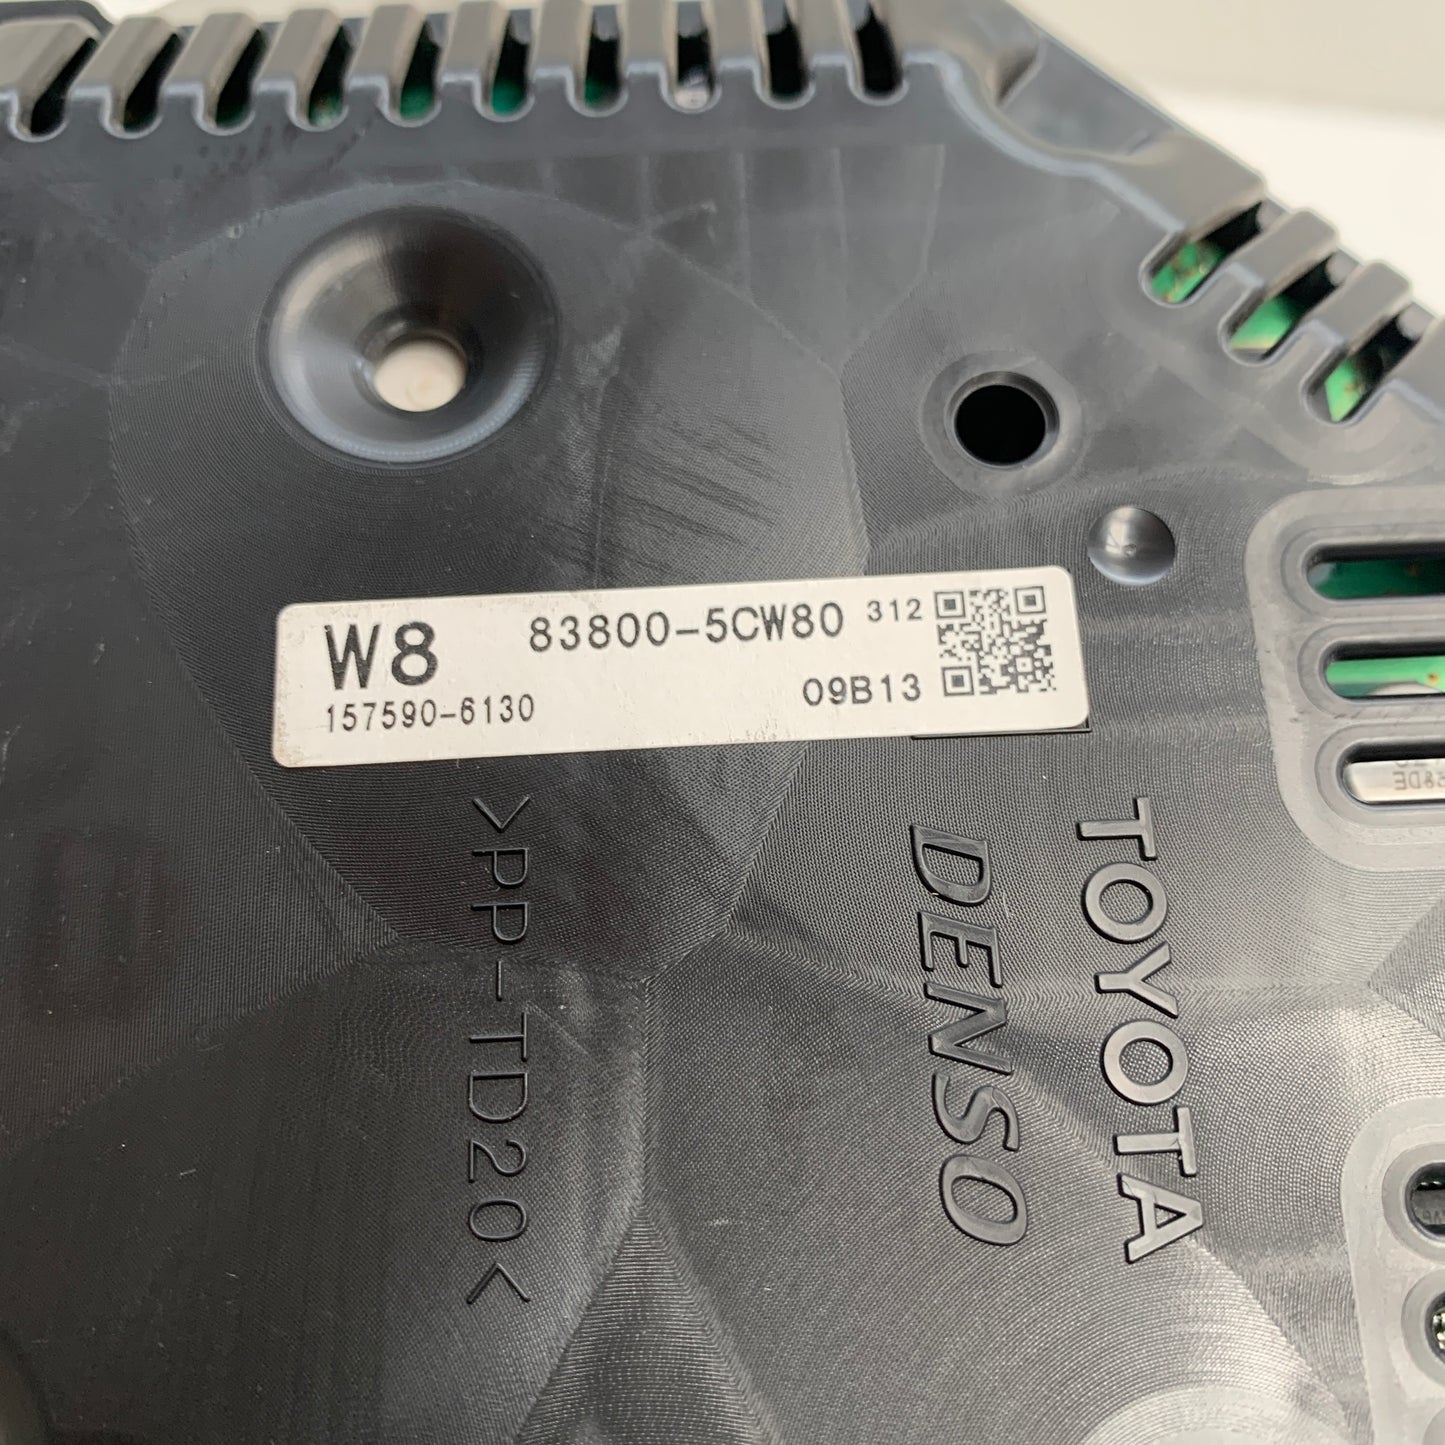 W8 83800-5CW80 312
157590-6130 09B13
>PP-TD20<
DENSO
TOYOTA